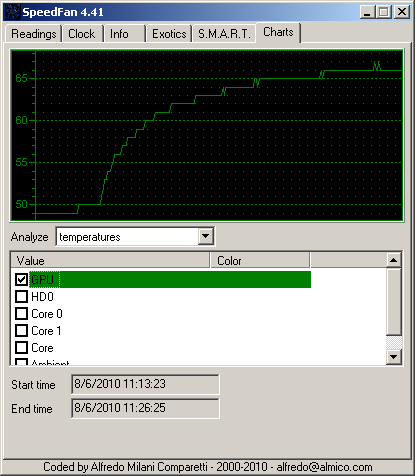 SpeedFan 4.41
Readings Clock Info Exotics S.M.A.R.T. Charts
65
60
55
50
Analyze temperatures
Value Color
GPU
HD0
Core 0
Core 1
Core
Ambient
Start time 8/6/2010 11:13:23
End time 8/6/2010 11:26:25
Coded by Alfredo Milani Comparetti - 2000-2010 - alfredo@almico.com